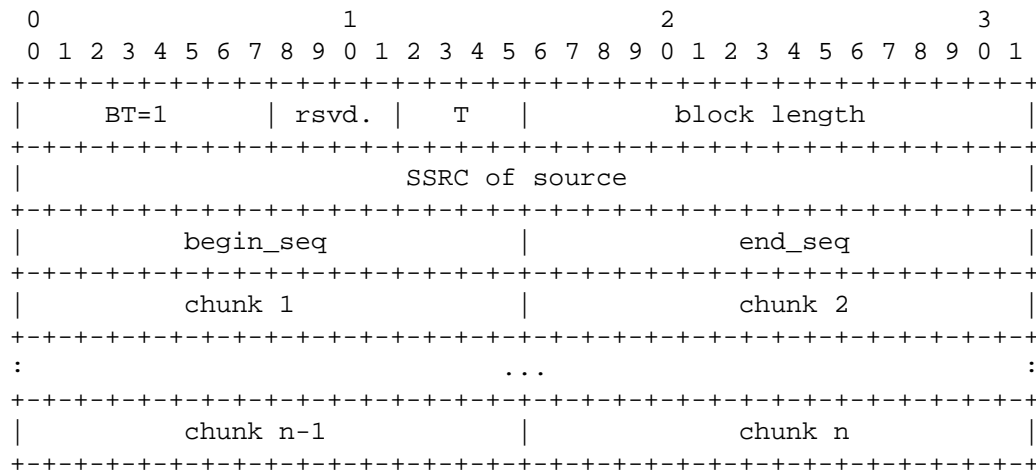 0                   1                   2                   3
 0 1 2 3 4 5 6 7 8 9 0 1 2 3 4 5 6 7 8 9 0 1 2 3 4 5 6 7 8 9 0 1
+-+-+-+-+-+-+-+-+-+-+-+-+-+-+-+-+-+-+-+-+-+-+-+-+-+-+-+-+-+-+-+-+
|     BT=1      | rsvd. |   T   |         block length          |
+-+-+-+-+-+-+-+-+-+-+-+-+-+-+-+-+-+-+-+-+-+-+-+-+-+-+-+-+-+-+-+-+
|                        SSRC of source                         |
+-+-+-+-+-+-+-+-+-+-+-+-+-+-+-+-+-+-+-+-+-+-+-+-+-+-+-+-+-+-+-+-+
|          begin_seq            |             end_seq           |
+-+-+-+-+-+-+-+-+-+-+-+-+-+-+-+-+-+-+-+-+-+-+-+-+-+-+-+-+-+-+-+-+
|          chunk 1              |             chunk 2           |
+-+-+-+-+-+-+-+-+-+-+-+-+-+-+-+-+-+-+-+-+-+-+-+-+-+-+-+-+-+-+-+-+
:                              ...                              :
+-+-+-+-+-+-+-+-+-+-+-+-+-+-+-+-+-+-+-+-+-+-+-+-+-+-+-+-+-+-+-+-+
|          chunk n-1            |             chunk n           |
+-+-+-+-+-+-+-+-+-+-+-+-+-+-+-+-+-+-+-+-+-+-+-+-+-+-+-+-+-+-+-+-+